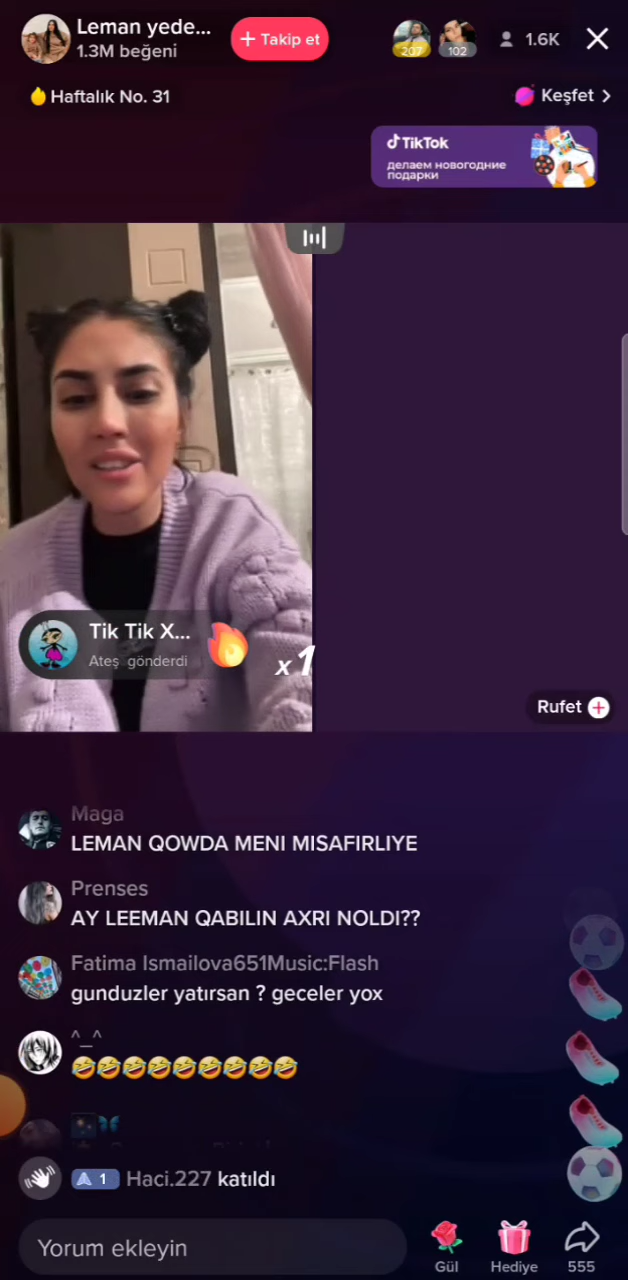 Leman yede...
1.3M beğeni
+ Takip et
207
102
1.6K
Haftalık No. 31
Keşfet >
TikTok
делаем новогодние
подарки
Tik Tik X...
Ateş gönderdi
x1
Rufet
Maga
LEMAN QOWDA MENI MISAFIRLIYE
Prenses
AY LEEMAN QABILIN AXRI NOLDI??
Fatima Ismailova651Music:Flash
gunduzler yatırsan ? geceler yox
^_^
🤣🤣🤣🤣🤣🤣🤣🤣🤣
1 Haci.227 katıldı
Yorum ekleyin
Gül
Hediye
555